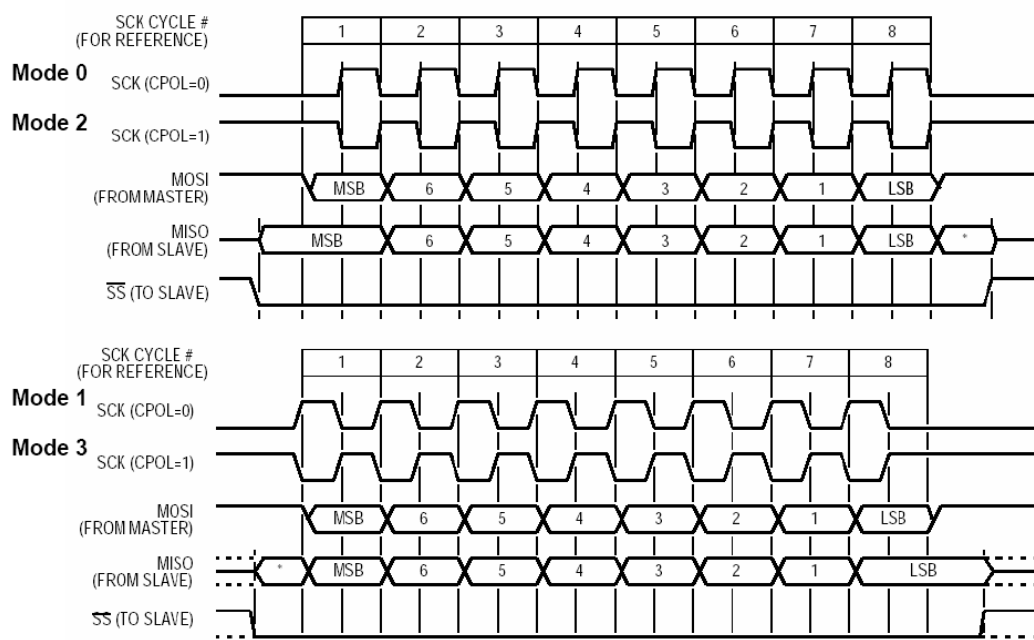 SCK CYCLE #
(FOR REFERENCE)
1 2 3 4 5 6 7 8
Mode 0
SCK (CPOL=0)
Mode 2
SCK (CPOL=1)
MOSI
(FROM MASTER)
MSB 6 5 4 3 2 1 LSB
MISO
(FROM SLAVE)
MSB 6 5 4 3 2 1 LSB *
SS (TO SLAVE)
SCK CYCLE #
(FOR REFERENCE)
1 2 3 4 5 6 7 8
Mode 1
SCK (CPOL=0)
Mode 3
SCK (CPOL=1)
MOSI
(FROM MASTER)
MSB 6 5 4 3 2 1 LSB
MISO
(FROM SLAVE)
* MSB 6 5 4 3 2 1 LSB
SS (TO SLAVE)